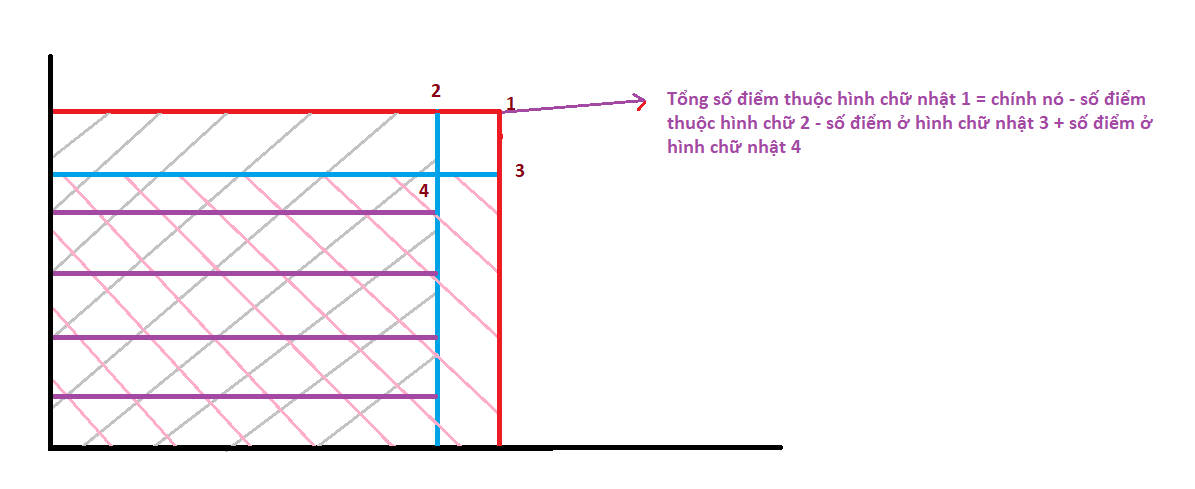 2
1
Tổng số điểm thuộc hình chữ nhật 1 = chính nó - số điểm
thuộc hình chữ 2 - số điểm ở hình chữ nhật 3 + số điểm ở
hình chữ nhật 4
3
4